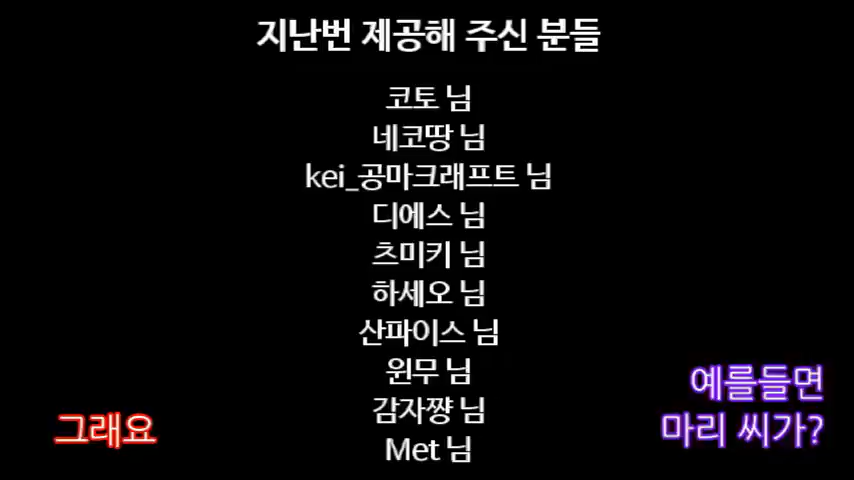 지난번 제공해 주신 분들
코토 님
네코땅 님
kei_공마크래프트 님
디에스 님
츠미키 님
하세오 님
산파이스 님
윈무 님
감자쨩 님
Met 님
그래요
예를들면
마리 씨가?